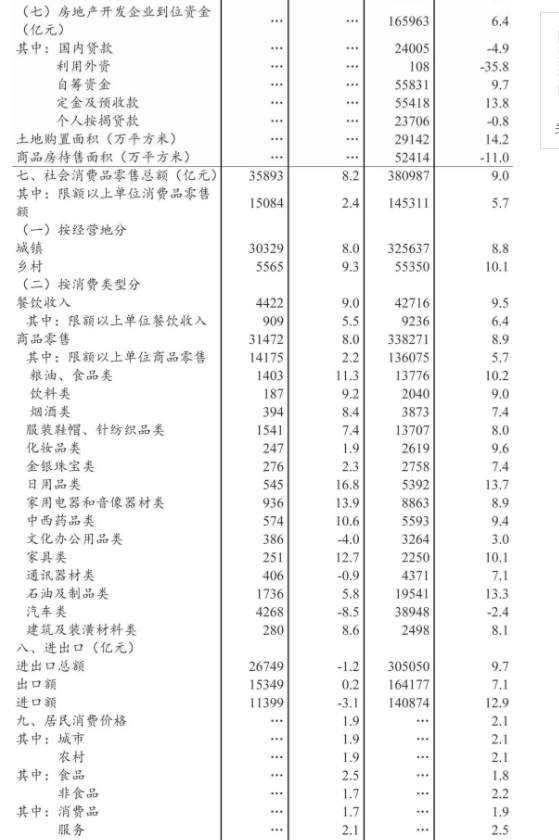 （七）房地产开发企业到位资金
（亿元） … … 165963 6.4
其中：国内贷款 … … 24005 -4.9
利用外资 … … 108 -35.8
自筹资金 … … 55831 9.7
定金及预收款 … … 55418 13.8
个人按揭贷款 … … 23706 -0.8
土地购置面积（万平方米） … … 29142 14.2
商品房待售面积（万平方米） … … 52414 -11.0
七、社会消费品零售总额（亿元） 35893 8.2 380987 9.0
其中：限额以上单位消费品零售
额 15084 2.4 145311 5.7
（一）按经营地分
城镇 30329 8.0 325637 8.8
乡村 5565 9.3 55350 10.1
（二）按消费类型分
餐饮收入 4422 9.0 42716 9.5
其中：限额以上单位餐饮收入 909 5.5 9236 6.4
商品零售 31472 8.0 338271 8.9
其中：限额以上单位商品零售 14175 2.2 136075 5.7
粮油、食品类 1403 11.3 13776 10.2
饮料类 187 9.2 2040 9.0
烟酒类 394 8.4 3873 7.4
服装鞋帽、针纺织品类 1541 7.4 13707 8.0
化妆品类 247 1.9 2619 9.6
金银珠宝类 276 2.3 2758 7.4
日用品类 545 16.8 5392 13.7
家用电器和音像器材类 936 13.9 8863 8.9
中西药品类 574 10.6 5593 9.4
文化办公用品类 386 -4.0 3264 3.0
家具类 251 12.7 2250 10.1
通讯器材类 406 -0.9 4371 7.1
石油及制品类 1736 5.8 19541 13.3
汽车类 4268 -8.5 38948 -2.4
建筑及装潢材料类 280 8.6 2498 8.1
八、进出口（亿元）
进出口总额 26749 -1.2 305050 9.7
出口额 15349 0.2 164177 7.1
进口额 11399 -3.1 140874 12.9
九、居民消费价格 … 1.9 … 2.1
其中：城市 … 1.9 … 2.1
农村 … 1.9 … 2.1
其中：食品 … 2.5 … 1.8
非食品 … 1.7 … 2.2
其中：消费品 … 1.7 … 1.9
服务 … 2.1 … 2.5